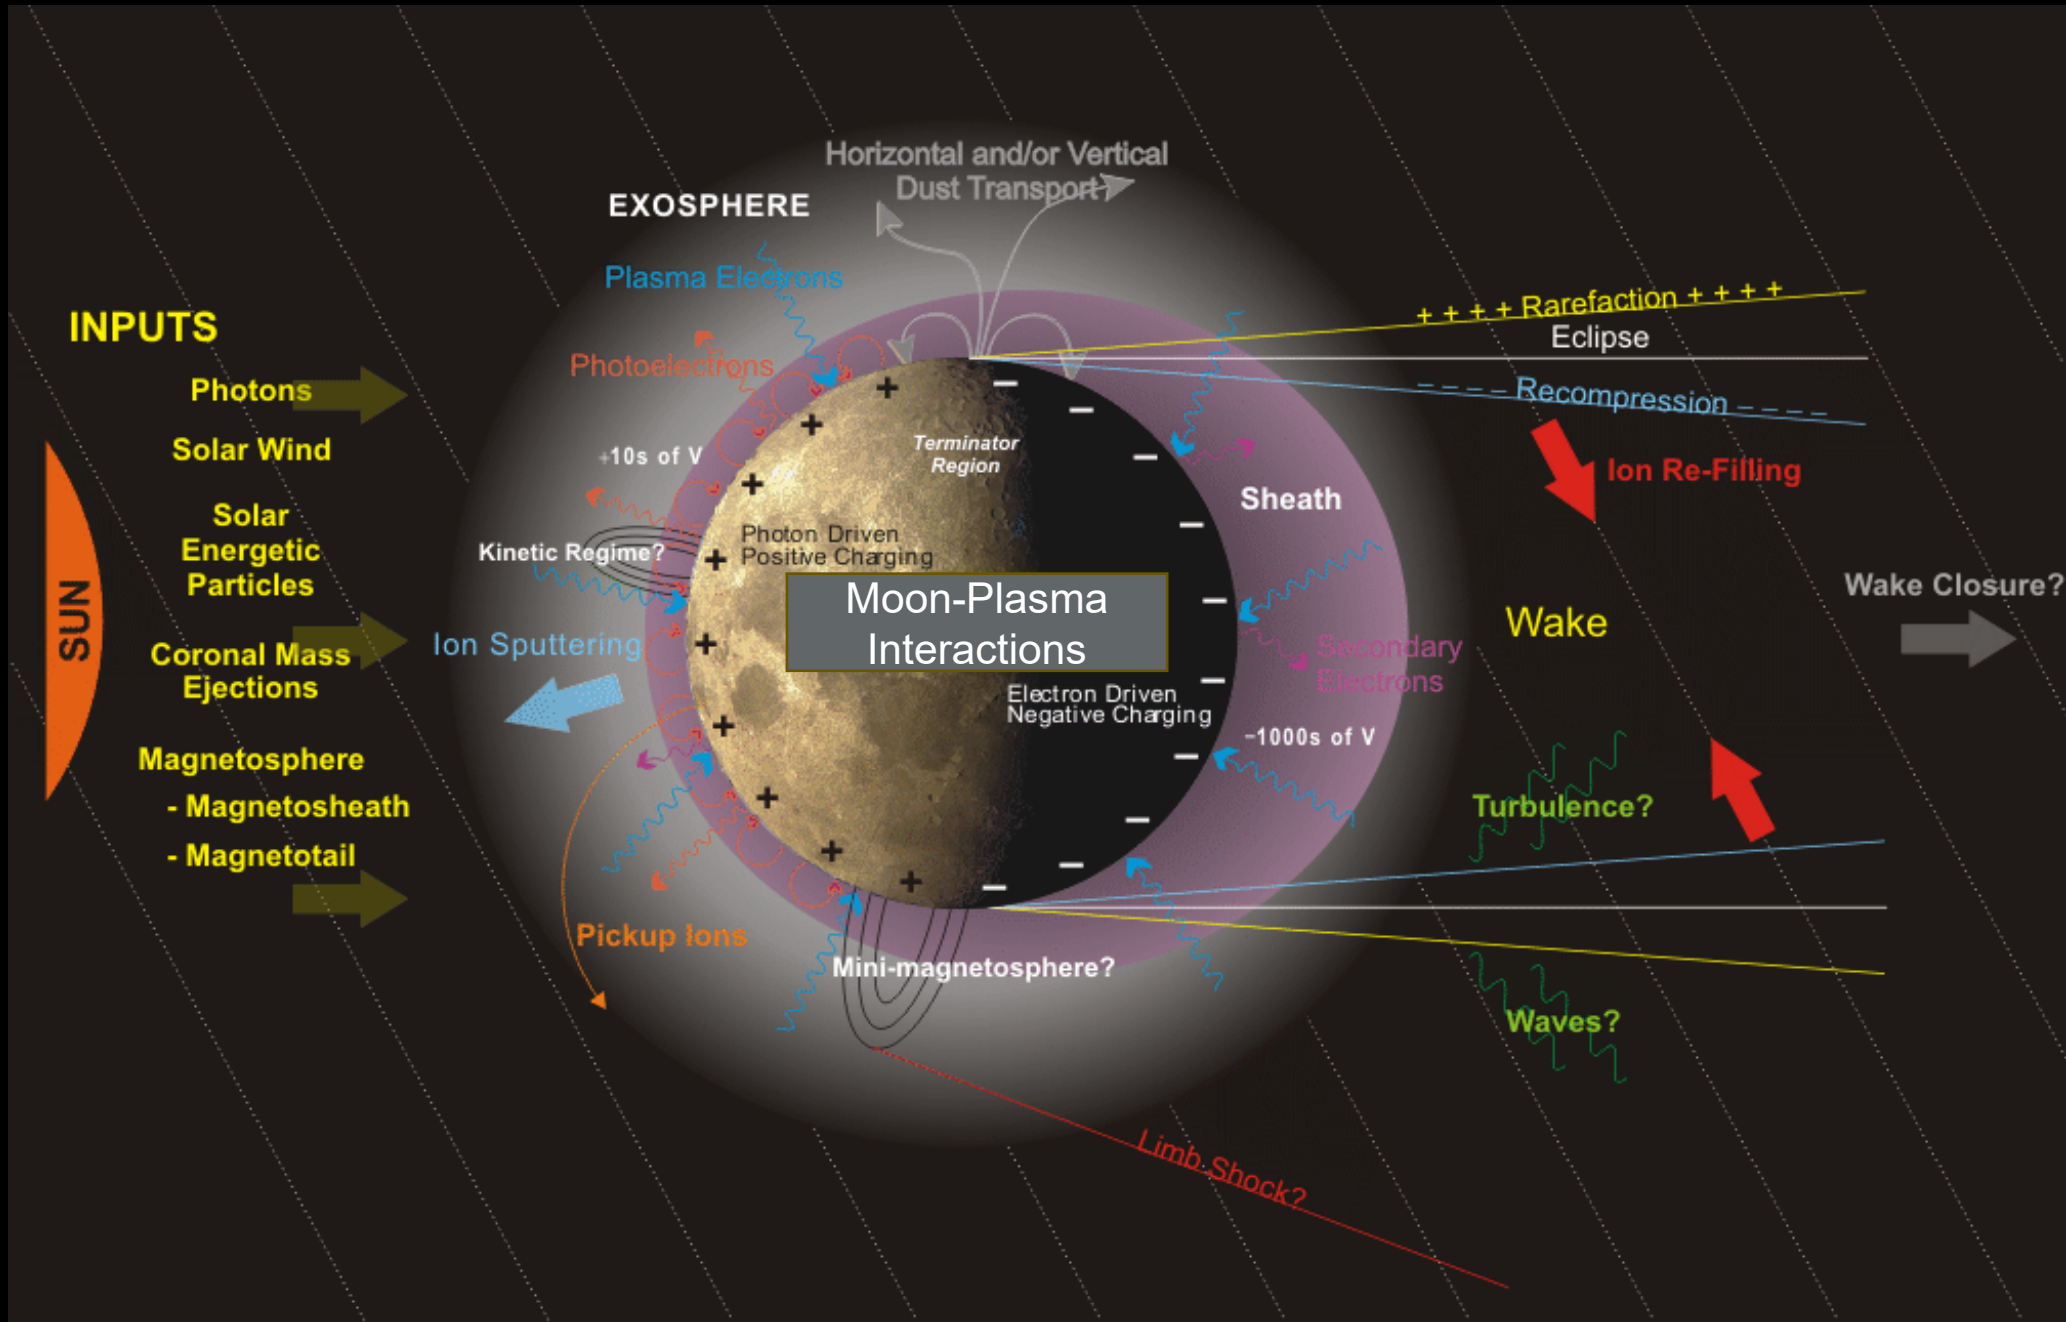 Horizontal and/or Vertical
Dust Transport
EXOSPHERE
Plasma Electrons
INPUTS
Photons
Solar Wind
Solar
Energetic
Particles
Coronal Mass
Ejections
Magnetosphere
- Magnetosheath
- Magnetotail
SUN
Photoelectrons
+10s of V
Kinetic Regime?
Ion Sputtering
Pickup Ions
Terminator
Region
Photon Driven
Positive Charging
Moon-Plasma
Interactions
Electron Driven
Negative Charging
Sheath
Secondary
Electrons
−1000s of V
Mini-magnetosphere?
Limb Shock?
+ + + + Rarefaction + + + +
Eclipse
− − − − Recompression − − − −
Ion Re-Filling
Wake
Wake Closure?
Turbulence?
Waves?